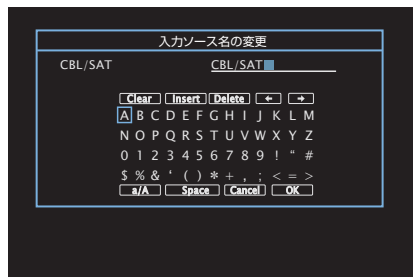 入力ソース名の変更
CBL/SAT CBL/SAT
Clear Insert Delete ← →
A B C D E F G H I J K L M
N O P Q R S T U V W X Y Z
0 1 2 3 4 5 6 7 8 9 ! “ #
$ % & ‘ ( ) * + , ; < = >
a/A Space Cancel OK